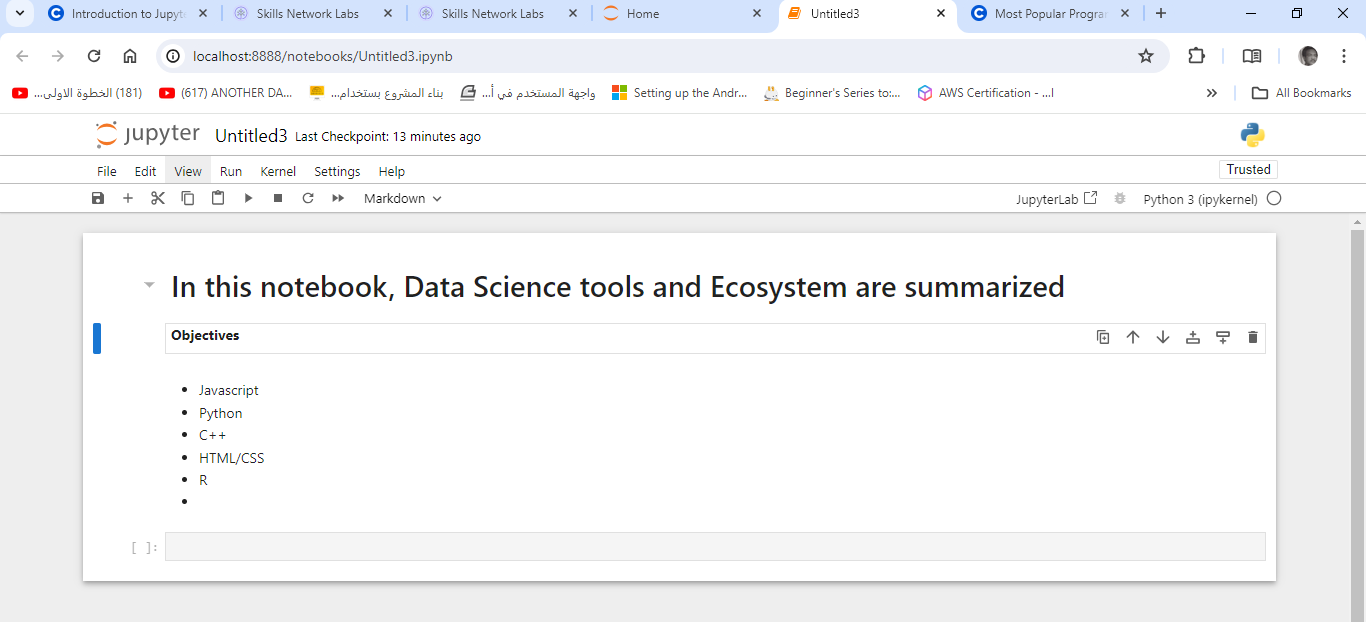 Introduction to Jupyt
Skills Network Labs
Skills Network Labs
Home
Untitled3
Most Popular Progra
localhost:8888/notebooks/Untitled3.ipynb
(181) الخطوة الاولى...
(617) ANOTHER DA...
بناء المشروع بستخدام...
واجهة المستخدم في أ...
Setting up the Andr...
Beginner's Series to:...
AWS Certification - ...ا
All Bookmarks
jupyter Untitled3 Last Checkpoint: 13 minutes ago
File Edit View Run Kernel Settings Help
Trusted
Markdown
JupyterLab
Python 3 (ipykernel)
In this notebook, Data Science tools and Ecosystem are summarized
Objectives
• Javascript
• Python
• C++
• HTML/CSS
• R
•
[ ]: